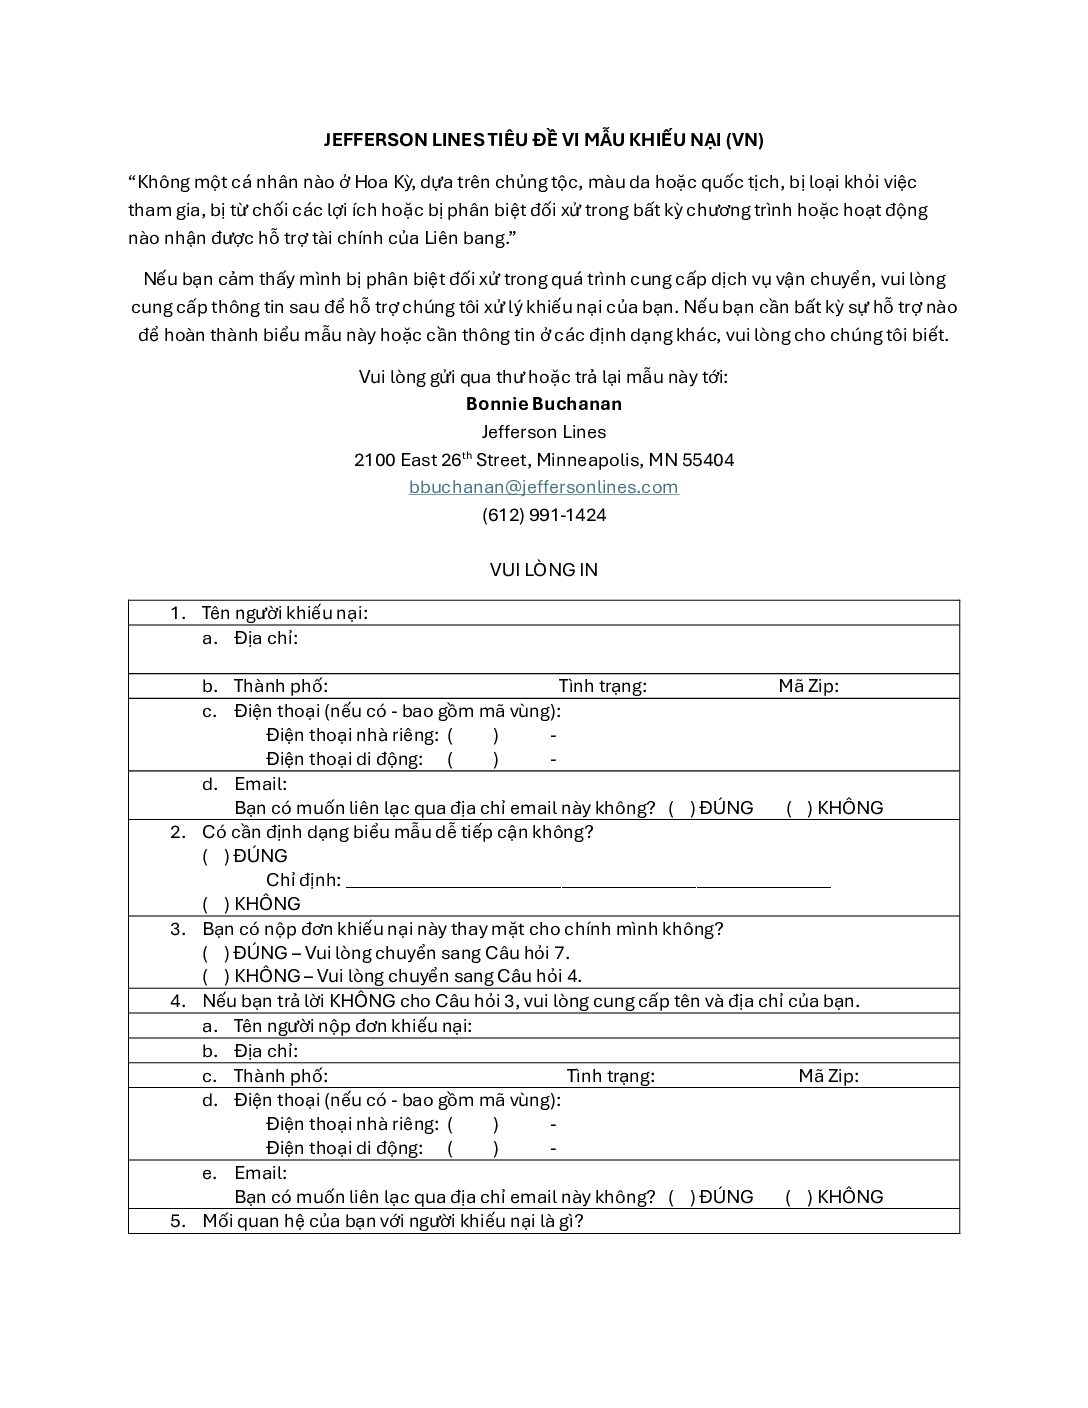 JEFFERSON LINES TIÊU ĐỀ VI MẪU KHIẾU NẠI (VN)
“Không một cá nhân nào ở Hoa Kỳ, dựa trên chủng tộc, màu da hoặc quốc tịch, bị loại khỏi việc
tham gia, bị từ chối các lợi ích hoặc bị phân biệt đối xử trong bất kỳ chương trình hoặc hoạt động
nào nhận được hỗ trợ tài chính của Liên bang.”
Nếu bạn cảm thấy mình bị phân biệt đối xử trong quá trình cung cấp dịch vụ vận chuyển, vui lòng
cung cấp thông tin sau để hỗ trợ chúng tôi xử lý khiếu nại của bạn. Nếu bạn cần bất kỳ sự hỗ trợ nào
để hoàn thành biểu mẫu này hoặc cần thông tin ở các định dạng khác, vui lòng cho chúng tôi biết.
Vui lòng gửi qua thư hoặc trả lại mẫu này tới:
Bonnie Buchanan
Jefferson Lines
2100 East 26th Street, Minneapolis, MN 55404
bbuchanan@jeffersonlines.com
(612) 991-1424
VUI LÒNG IN
1. Tên người khiếu nại:
a. Địa chỉ:
b. Thành phố: Tình trạng: Mã Zip:
c. Điện thoại (nếu có - bao gồm mã vùng):
Điện thoại nhà riêng: ( ) -
Điện thoại di động: ( ) -
d. Email:
Bạn có muốn liên lạc qua địa chỉ email này không? ( ) ĐÚNG ( ) KHÔNG
2. Có cần định dạng biểu mẫu dễ tiếp cận không?
( ) ĐÚNG
Chỉ định: ____________________
( ) KHÔNG
3. Bạn có nộp đơn khiếu nại này thay mặt cho chính mình không?
( ) ĐÚNG – Vui lòng chuyển sang Câu hỏi 7.
( ) KHÔNG – Vui lòng chuyển sang Câu hỏi 4.
4. Nếu bạn trả lời KHÔNG cho Câu hỏi 3, vui lòng cung cấp tên và địa chỉ của bạn.
a. Tên người nộp đơn khiếu nại:
b. Địa chỉ:
c. Thành phố: Tình trạng: Mã Zip:
d. Điện thoại (nếu có - bao gồm mã vùng):
Điện thoại nhà riêng: ( ) -
Điện thoại di động: ( ) -
e. Email:
Bạn có muốn liên lạc qua địa chỉ email này không? ( ) ĐÚNG ( ) KHÔNG
5. Mối quan hệ của bạn với người khiếu nại là gì?